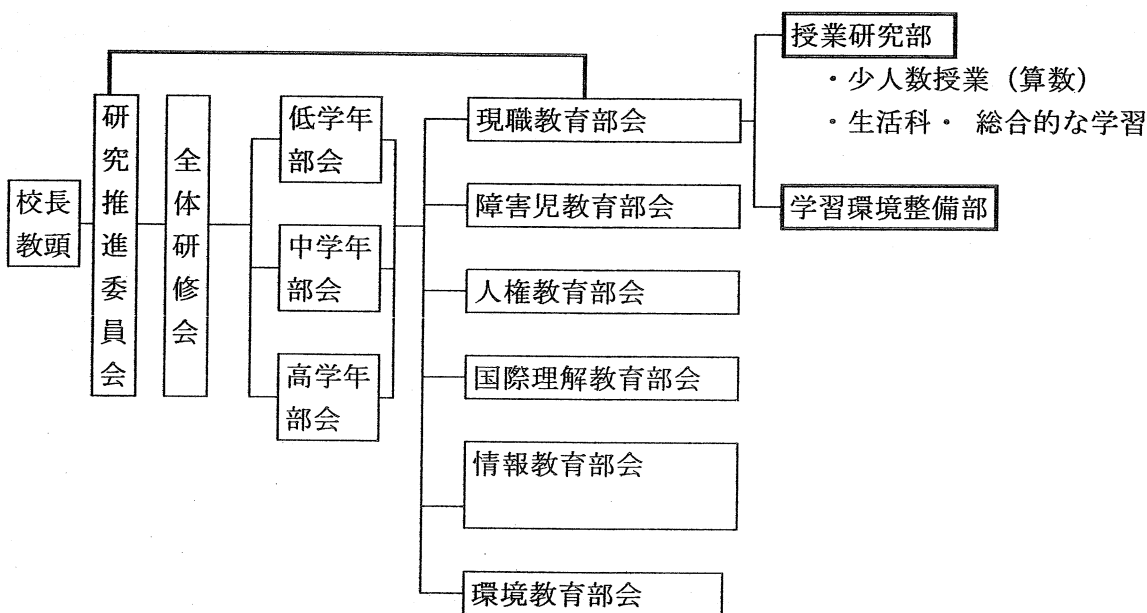 校長
教頭
研究推進委員会
全体研修会
低学年
部会
中学年
部会
高学年
部会
現職教育部会
障害児教育部会
人権教育部会
国際理解教育部会
情報教育部会
環境教育部会
授業研究部
・少人数授業（算数）
・生活科・ 総合的な学習
学習環境整備部